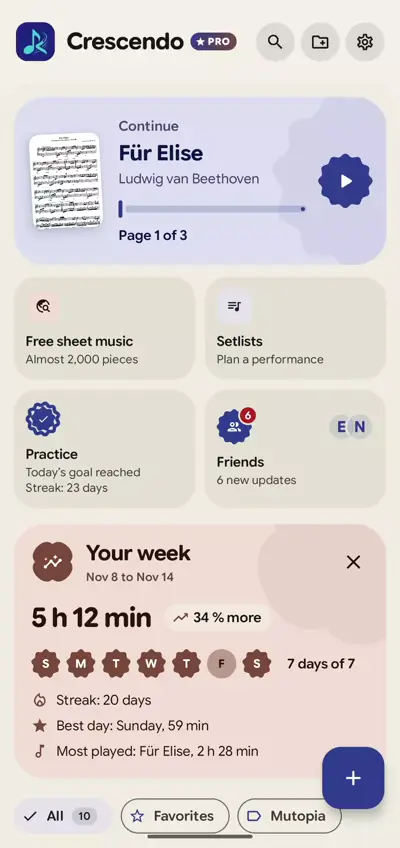 Crescendo
★ PRO
Continue
Für Elise
Ludwig van Beethoven
Page 1 of 3
Free sheet music
Almost 2,000 pieces
Setlists
Plan a performance
Practice
Today's goal reached
Streak: 23 days
6
E N
Friends
6 new updates
Your week
Nov 8 to Nov 14
5 h 12 min
34 % more
S M T W T F S
7 days of 7
Streak: 20 days
Best day: Sunday, 59 min
Most played: Für Elise, 2 h 28 min
All 10
Favorites
Mutopia